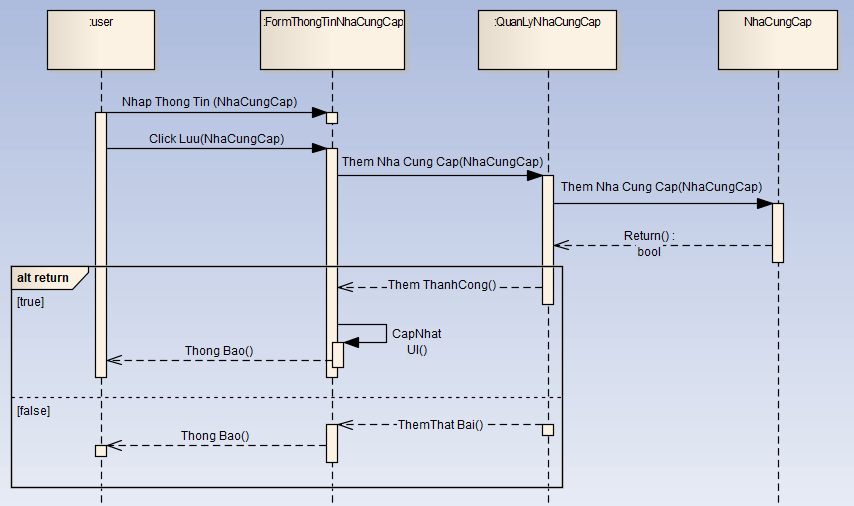 :user
:FormThongTinNhaCungCap
:QuanLyNhaCungCap
NhaCungCap
Nhap Thong Tin (NhaCungCap)
Click Luu(NhaCungCap)
Them Nha Cung Cap(NhaCungCap)
Them Nha Cung Cap(NhaCungCap)
Return() :
bool
alt return
[true]
Them ThanhCong()
CapNhat
UI()
Thong Bao()
[false]
ThemThat Bai()
Thong Bao()